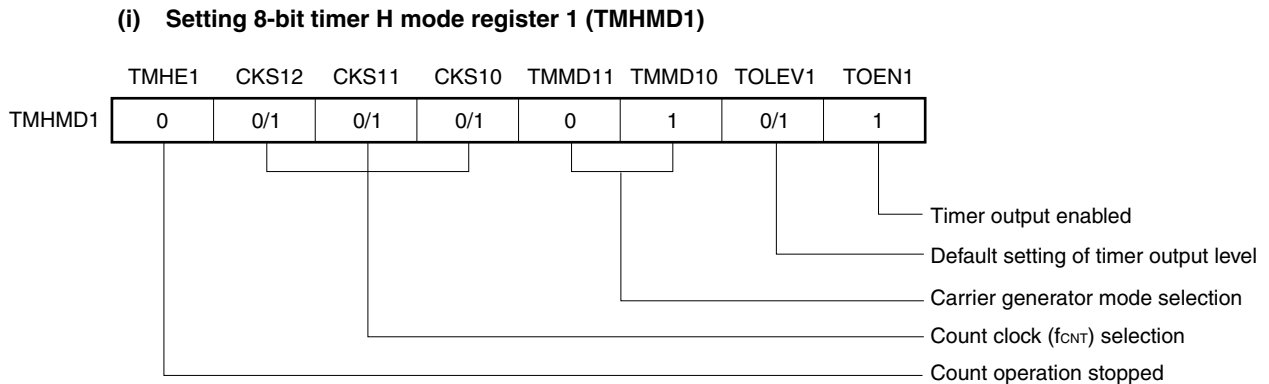 (i) Setting 8-bit timer H mode register 1 (TMHMD1)
TMHE1 CKS12 CKS11 CKS10 TMMD11 TMMD10 TOLEV1 TOEN1
TMHMD1 0 0/1 0/1 0/1 0 1 0/1 1
Timer output enabled
Default setting of timer output level
Carrier generator mode selection
Count clock (fCNT) selection
Count operation stopped